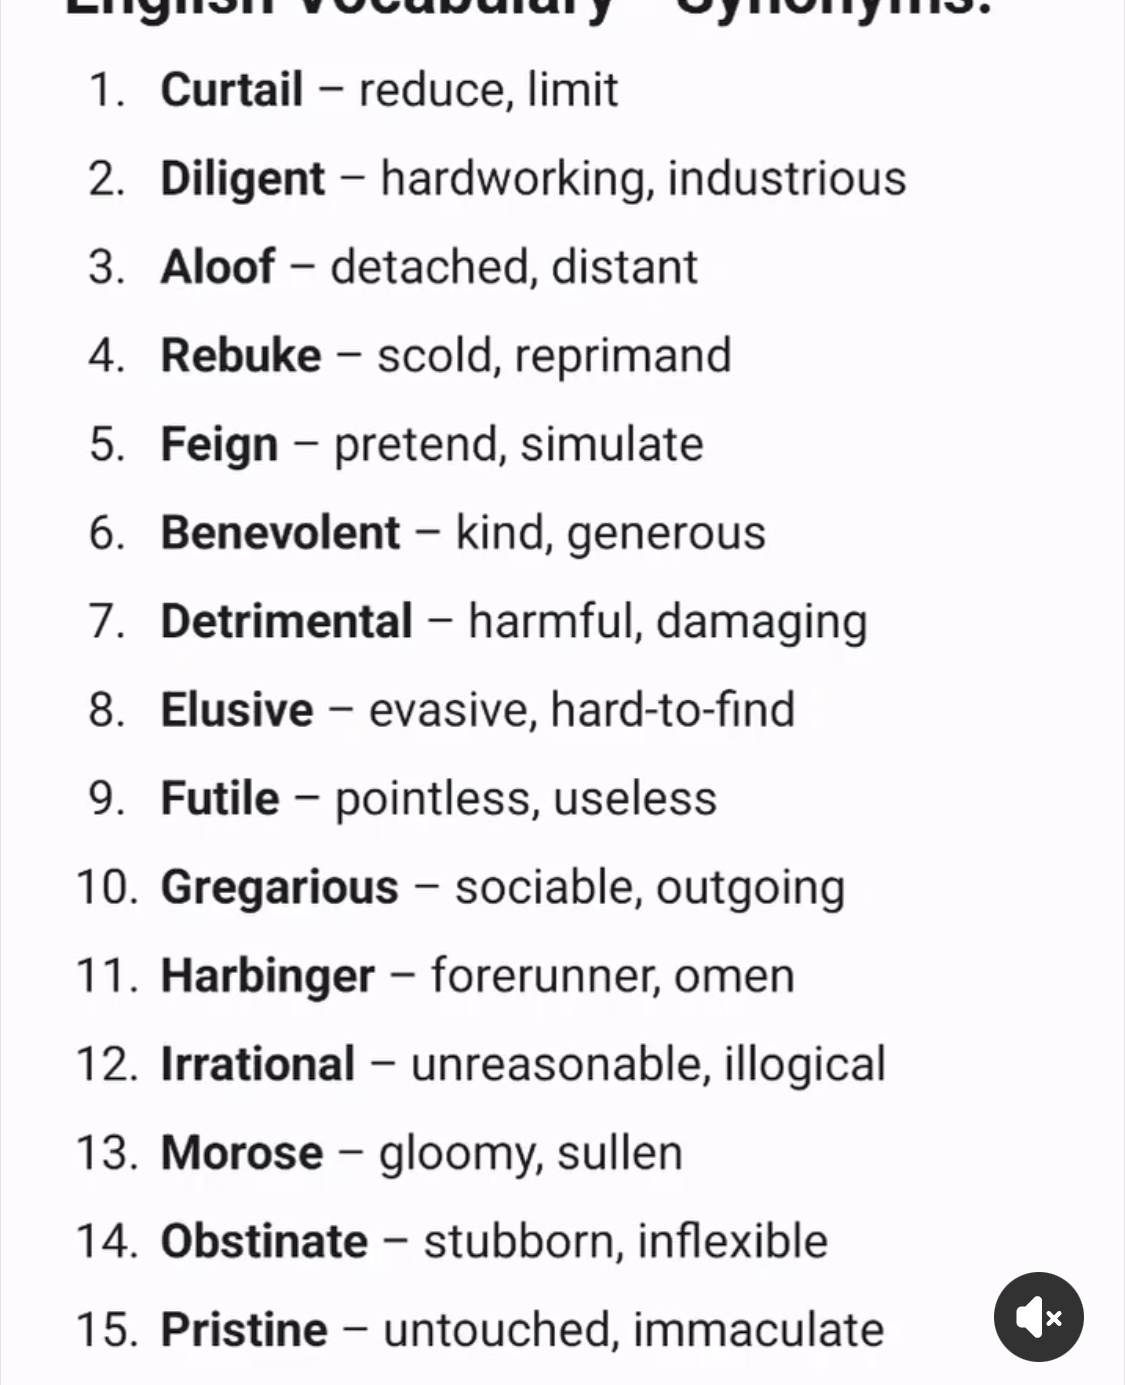 English Vocabulary – Synonyms:
1. Curtail – reduce, limit
2. Diligent – hardworking, industrious
3. Aloof – detached, distant
4. Rebuke – scold, reprimand
5. Feign – pretend, simulate
6. Benevolent – kind, generous
7. Detrimental – harmful, damaging
8. Elusive – evasive, hard-to-find
9. Futile – pointless, useless
10. Gregarious – sociable, outgoing
11. Harbinger – forerunner, omen
12. Irrational – unreasonable, illogical
13. Morose – gloomy, sullen
14. Obstinate – stubborn, inflexible
15. Pristine – untouched, immaculate